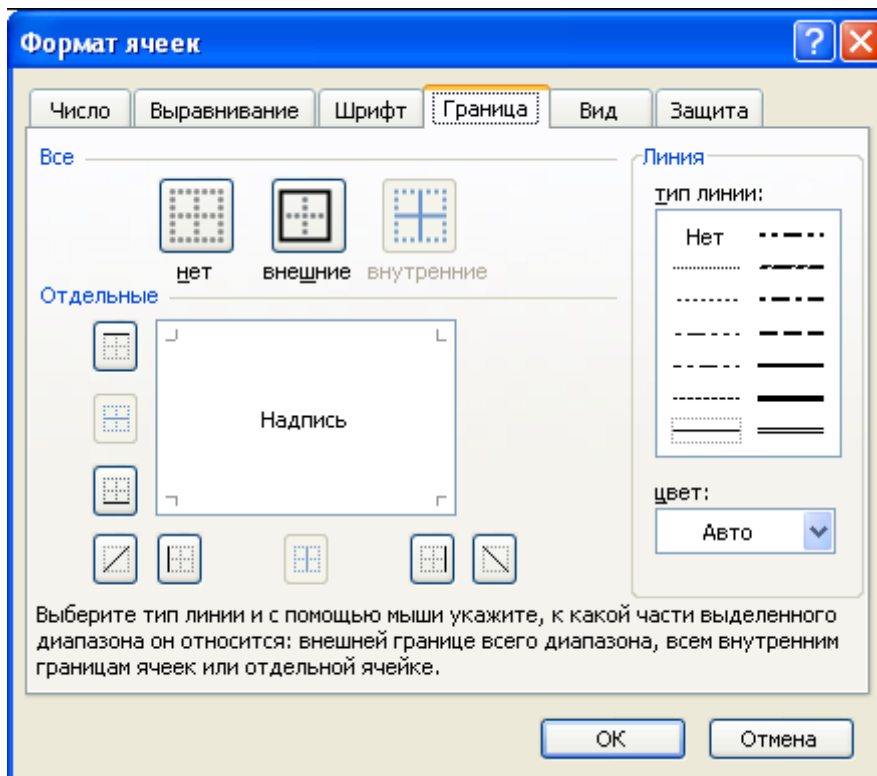 Формат ячеек
Число Выравнивание Шрифт Граница Вид Защита
Все
нет внешние внутренние
Отдельные
Надпись
Линия
тип линии:
Нет
цвет:
Авто
Выберите тип линии и с помощью мыши укажите, к какой части выделенного
диапазона он относится: внешней границе всего диапазона, всем внутренним
границам ячеек или отдельной ячейке.
ОК Отмена